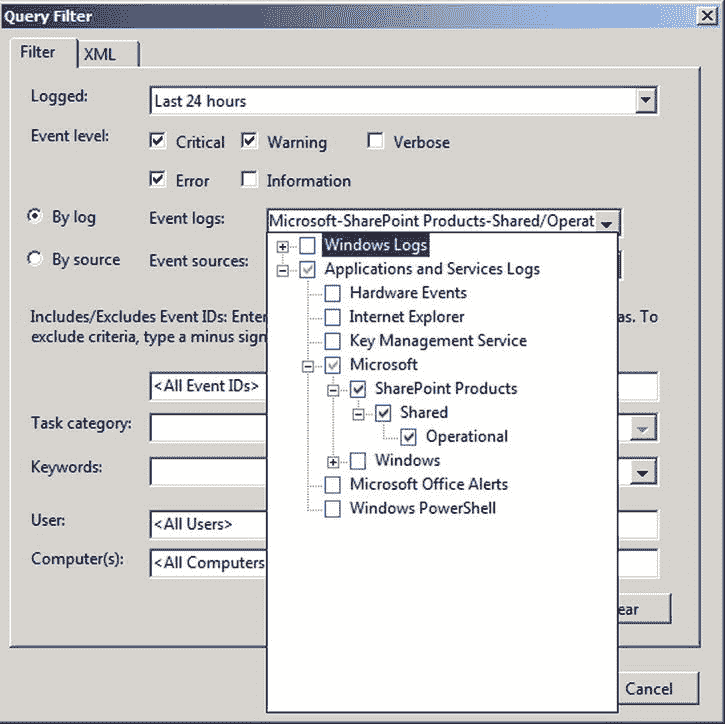 Query Filter
Filter XML
Logged: Last 24 hours
Event level: Critical Warning Verbose
Error Information
By log Event logs: Microsoft-SharePoint Products-Shared/Operat
Windows Logs
By source Event sources:
Applications and Services Logs
Hardware Events
Includes/Excludes Event IDs: Enter
Internet Explorer
as. To
exclude criteria, type a minus sign
Key Management Service
Microsoft
<All Event IDs>
SharePoint Products
Shared
Task category:
Operational
Keywords:
Windows
Microsoft Office Alerts
Windows PowerShell
User: <All Users>
Computer(s): <All Computers
ear
Cancel